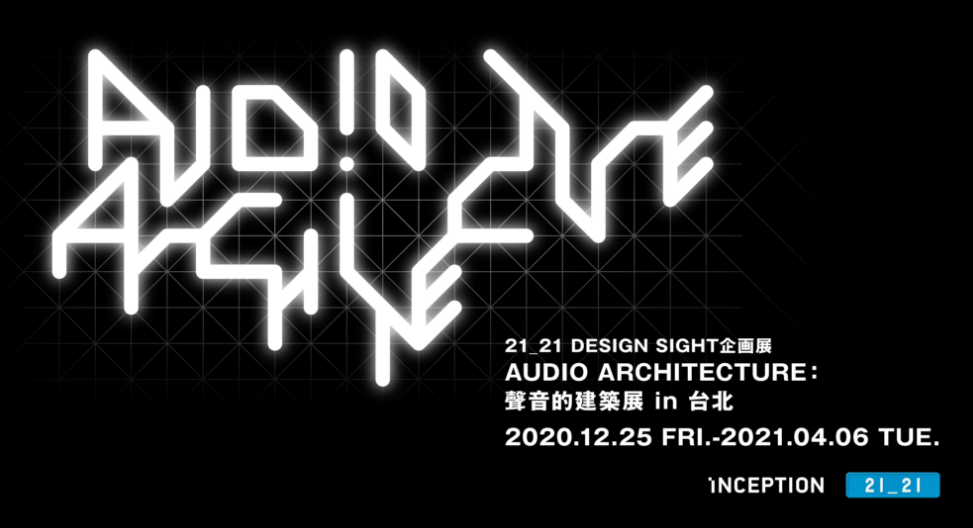 AUDIO
ARCHITECTURE
21_21 DESIGN SIGHT企画展
AUDIO ARCHITECTURE:
聲音的建築展 in 台北
2020.12.25 FRI.-2021.04.06 TUE.
INCEPTION
21_21